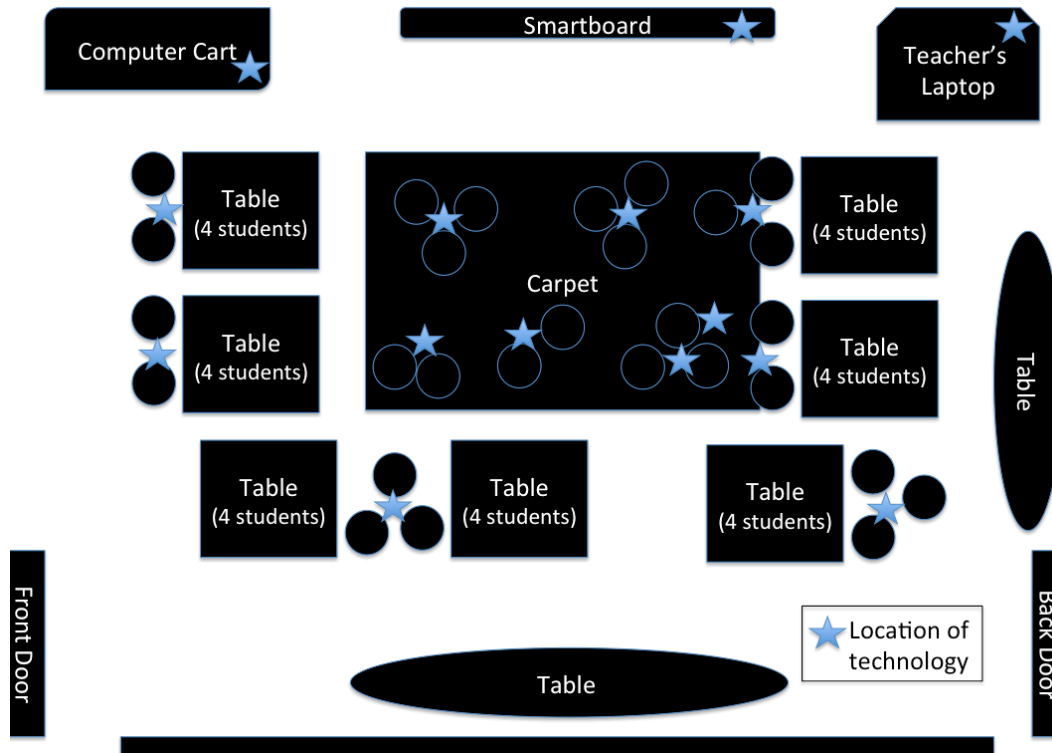 Computer Cart
Smartboard
Teacher's
Laptop
Table
(4 students)
Table
(4 students)
Carpet
Table
(4 students)
Table
(4 students)
Table
Table
(4 students)
Table
(4 students)
Table
(4 students)
Front Door
Location of
technology
Back Door
Table